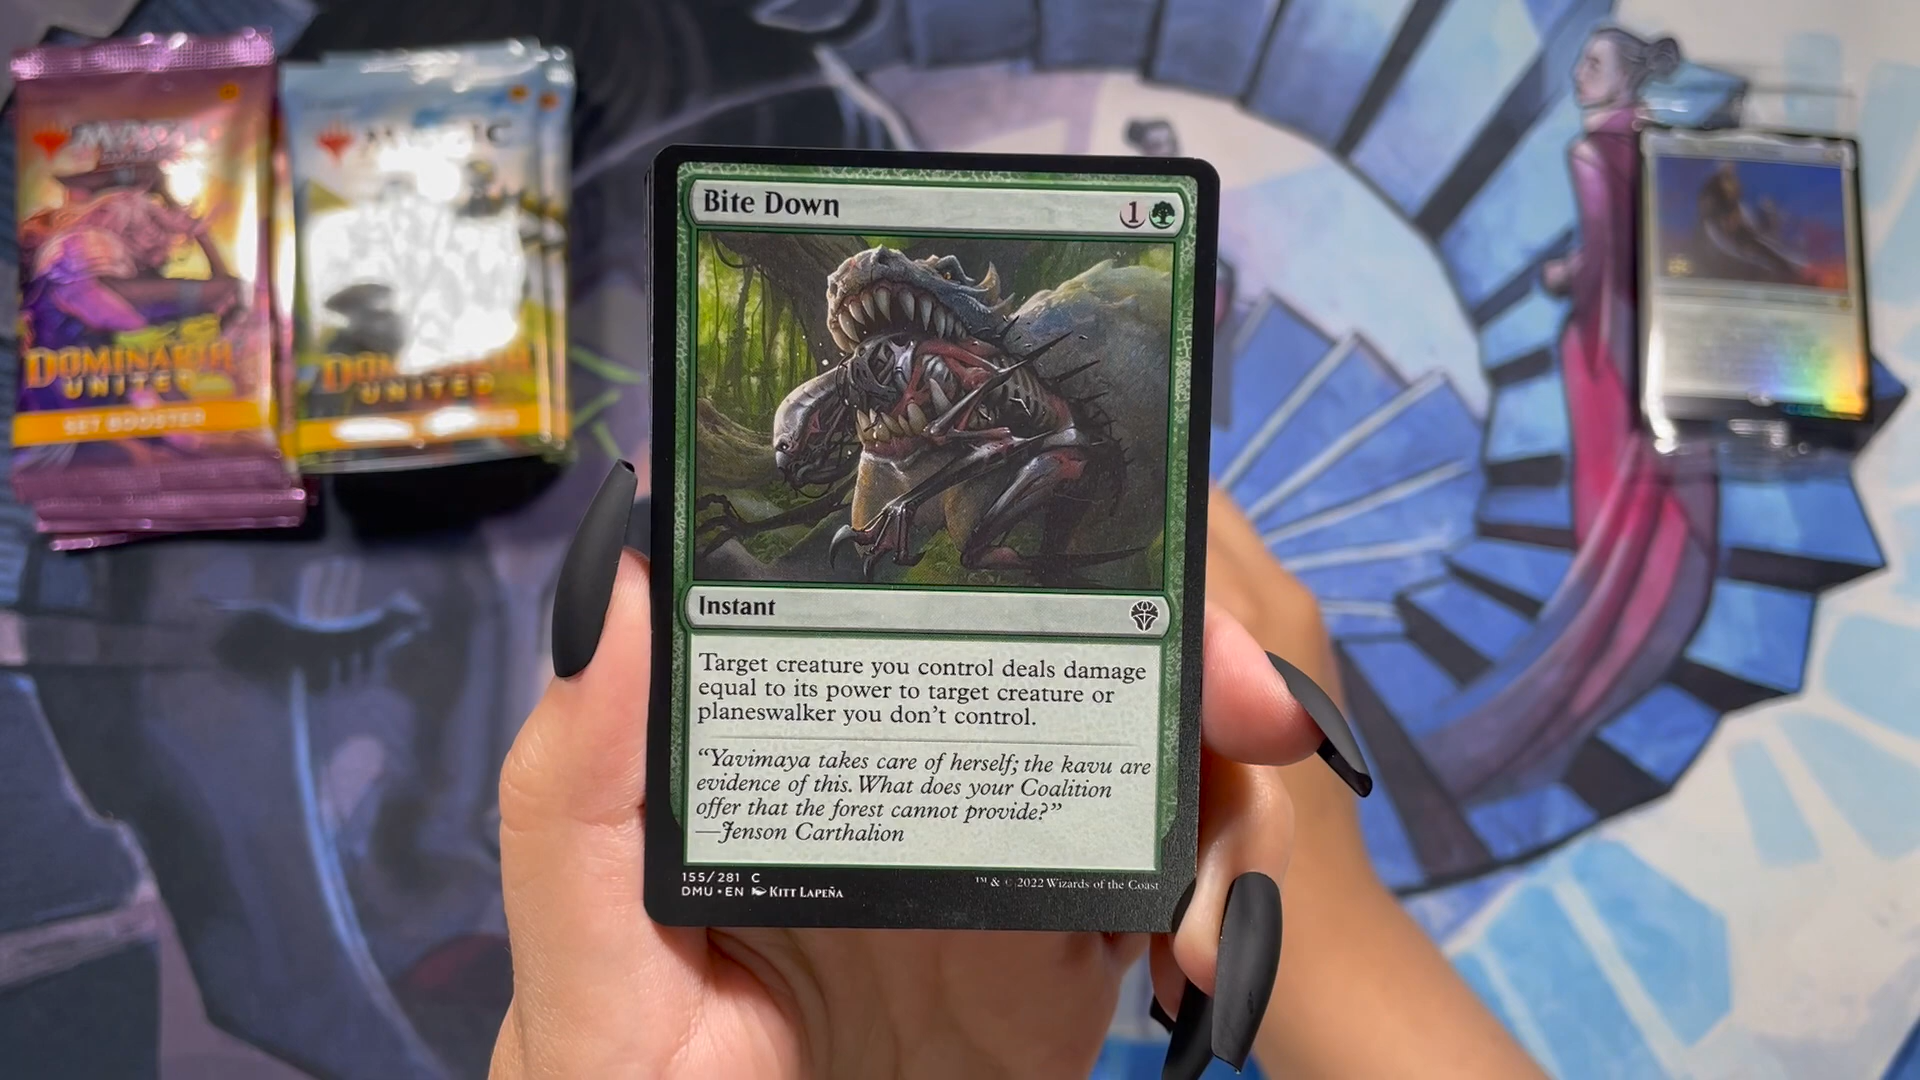 DOMINARIA
UNITED
SET BOOSTER
UNITED
Bite Down
1
Instant
Target creature you control deals damage
equal to its power to target creature or
planeswalker you don't control.
“Yavimaya takes care of herself; the kavu are
evidence of this. What does your Coalition
offer that the forest cannot provide?”
—Jenson Carthalion
155/281 C
DMU • EN KITT LAPEÑA
™ & © 2022 Wizards of the Coast